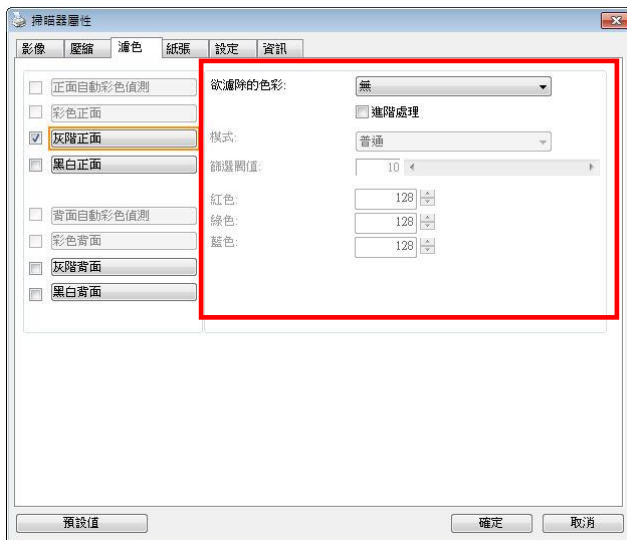 掃瞄器屬性
影像 壓縮 濾色 紙張 設定 資訊
正面自動彩色偵測
彩色正面
灰階正面
黑白正面
背面自動彩色偵測
彩色背面
灰階背面
黑白背面
欲濾除的色彩: 無
進階處理
模式: 普通
篩選閥值: 10
紅色: 128
綠色: 128
藍色: 128
預設值 確定 取消